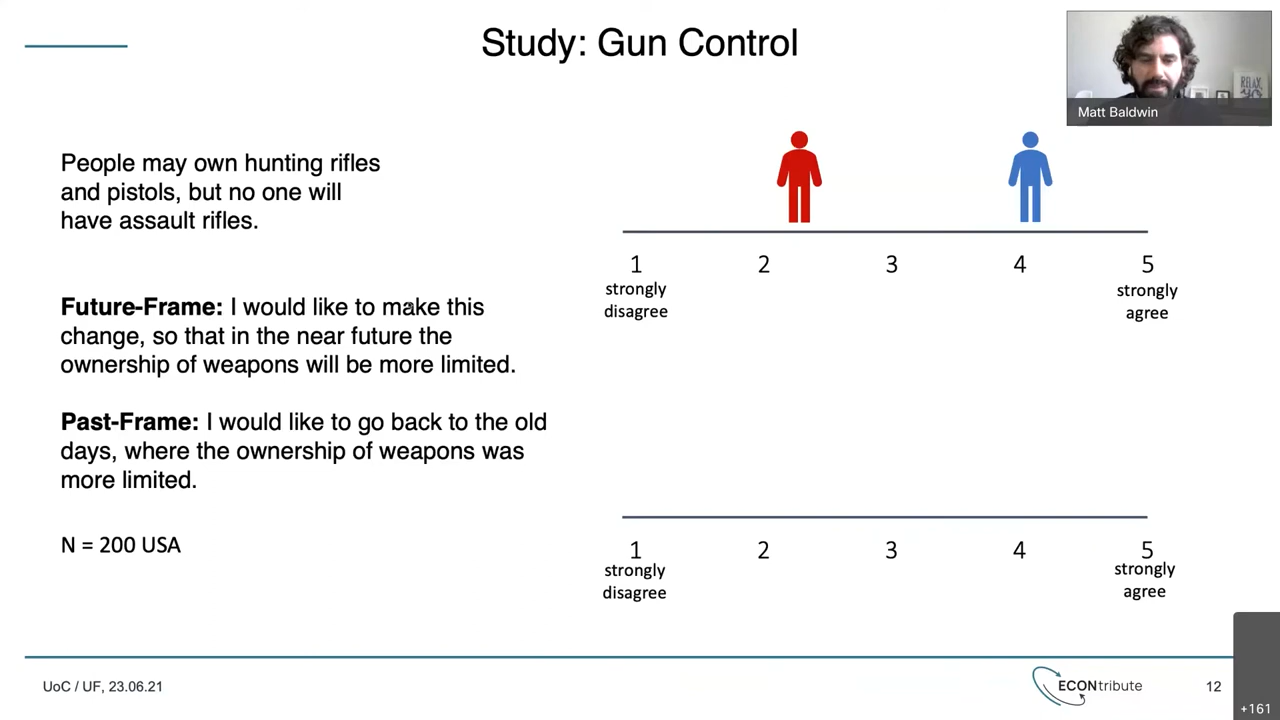 Study: Gun Control
Matt Baldwin
People may own hunting rifles
and pistols, but no one will
have assault rifles.
Future-Frame: I would like to make this
change, so that in the near future the
ownership of weapons will be more limited.
Past-Frame: I would like to go back to the old
days, where the ownership of weapons was
more limited.
N = 200 USA
1 2 3 4 5
strongly disagree
strongly agree
1 2 3 4 5
strongly disagree
strongly agree
UoC / UF, 23.06.21
ECONtribute
12
+161
RELAX